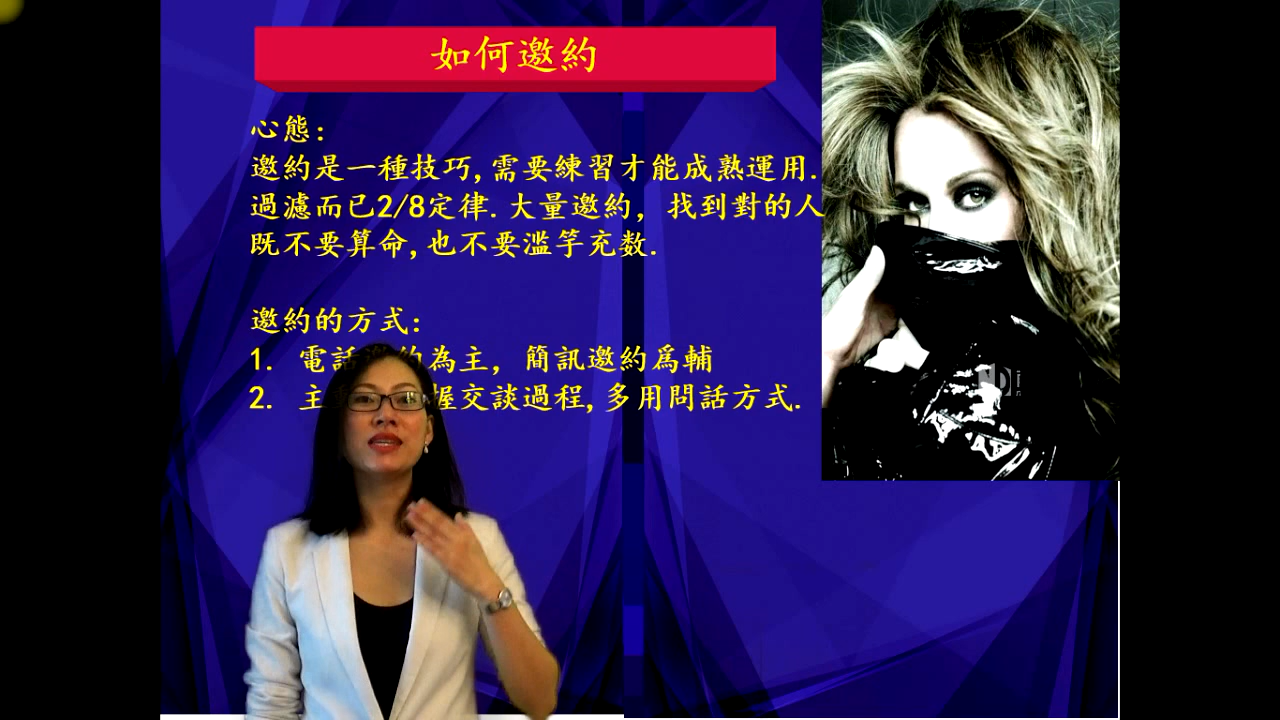 如何邀約
心態:
邀約是一種技巧,需要練習才能成熟運用.
過濾而已2/8定律.大量邀約, 找到對的人
既不要算命,也不要滥竽充数.
邀約的方式:
1. 電話 約為主, 簡訊邀約爲輔
2. 主 握交談過程,多用問話方式.